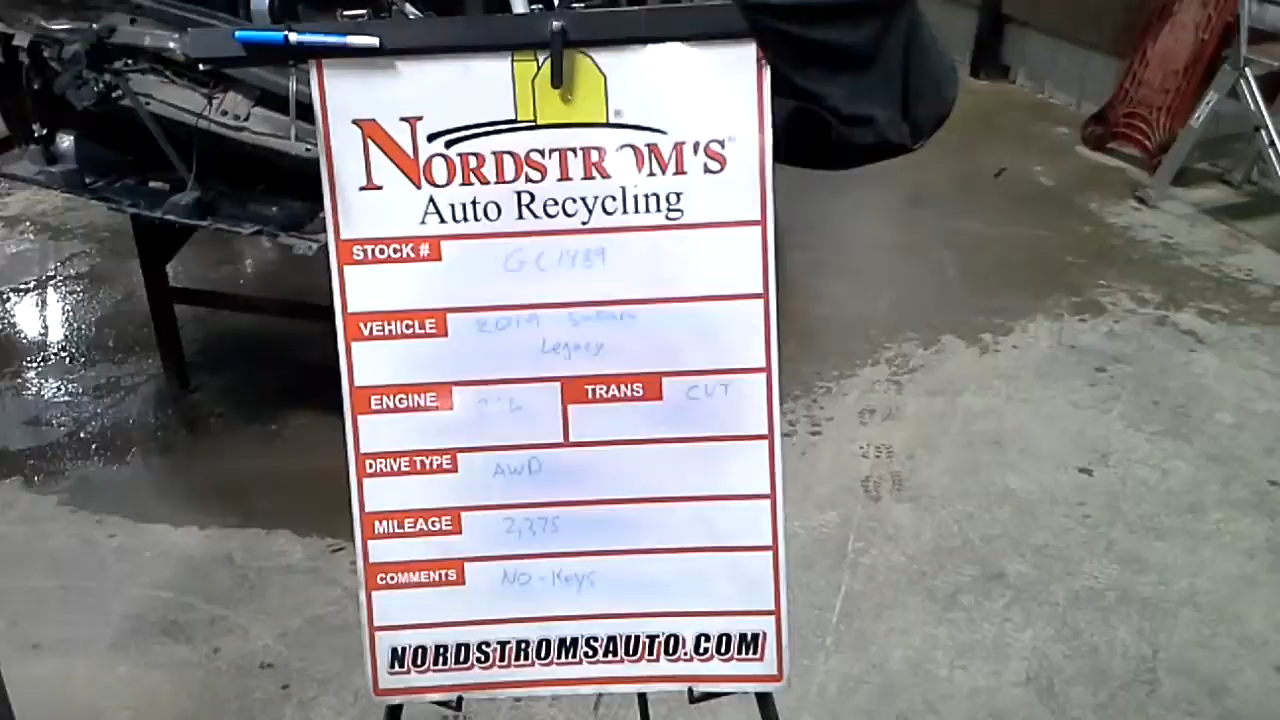 NORDSTROM'S
Auto Recycling
STOCK # GC1489
VEHICLE 2019 Subaru
Legacy
ENGINE TRANS CVT
DRIVE TYPE AWD
MILEAGE 2,375
COMMENTS NO-Keys
NORDSTROMSAUTO.COM